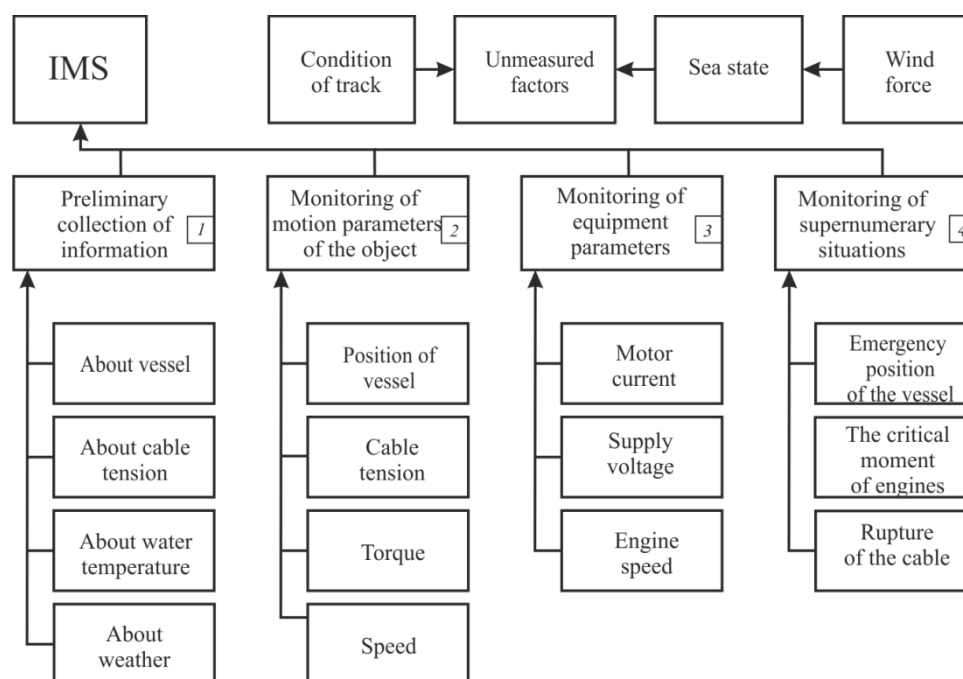 IMS
Condition
of track
Unmeasured
factors
Sea state
Wind
force
Preliminary
collection of
information
1
Monitoring of
motion parameters
of the object
2
Monitoring of
equipment
parameters
3
Monitoring of
supernumerary
situations
4
About vessel
About cable
tension
About water
temperature
About
weather
Position of
vessel
Cable
tension
Torque
Speed
Motor
current
Supply
voltage
Engine
speed
Emergency
position
of the vessel
The critical
moment
of engines
Rupture
of the cable